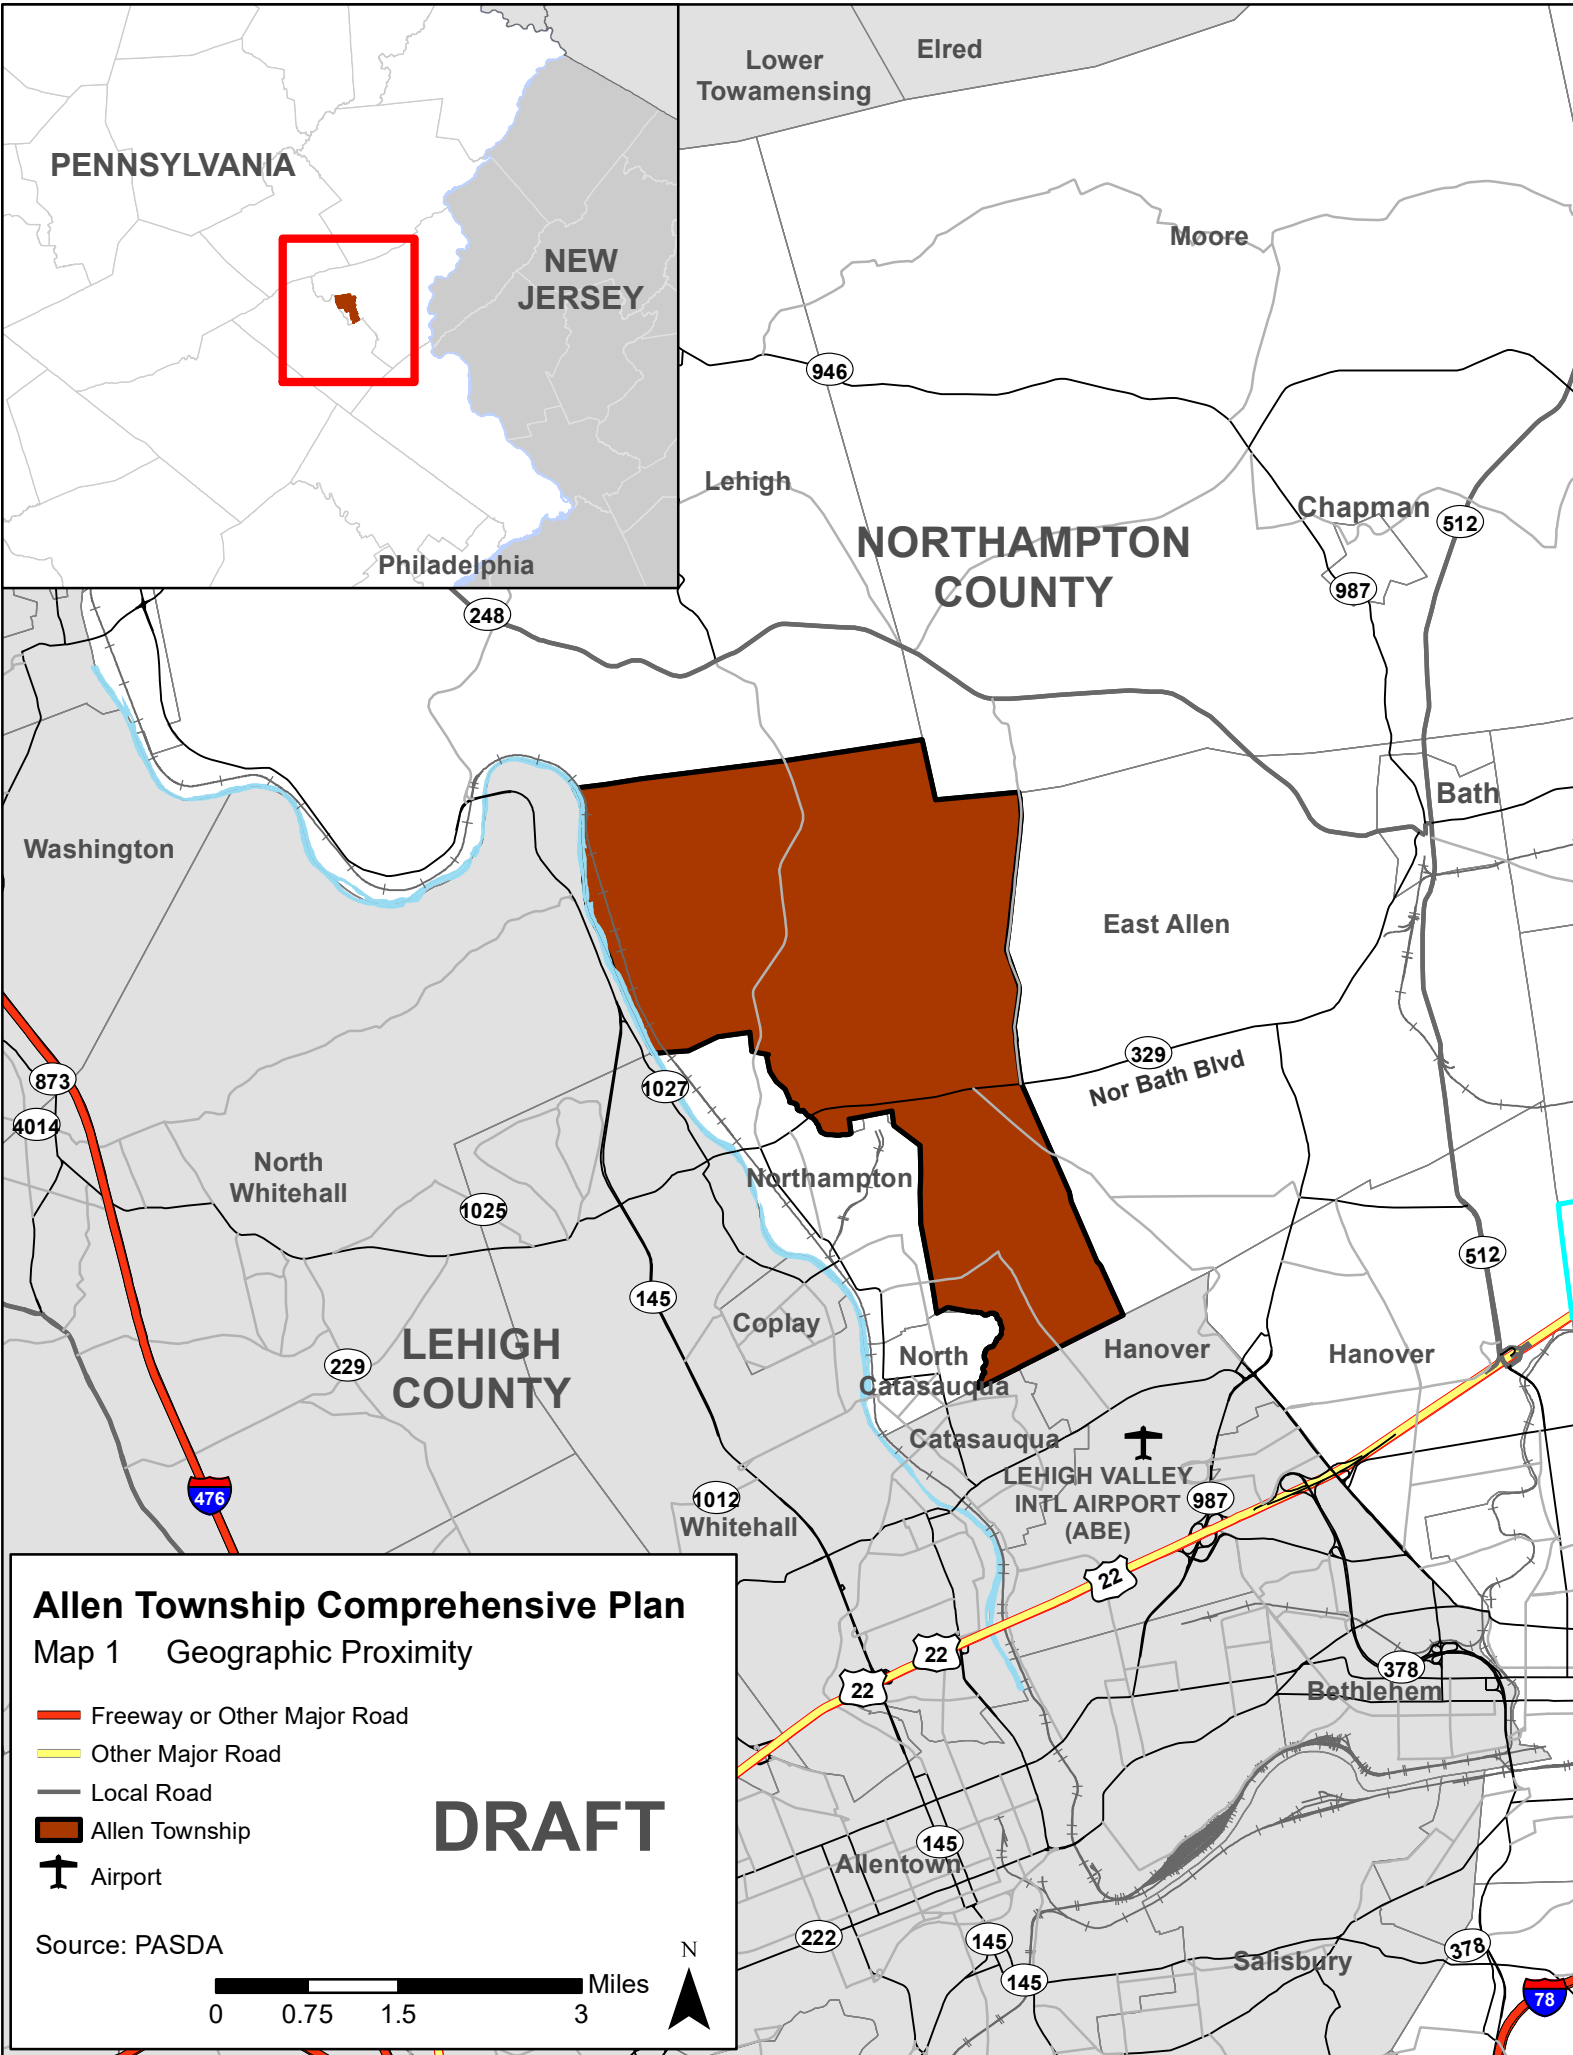 Lower
Towamensing
Elred
PENNSYLVANIA
NEW
JERSEY
Philadelphia
Moore
946
Lehigh
NORTHAMPTON
COUNTY
Chapman
512
987
248
Bath
Washington
East Allen
329
Nor Bath Blvd
873
4014
1027
North
Whitehall
1025
Northampton
145
512
Coplay
LEHIGH
COUNTY
229
North
Catasauqua
Hanover
Hanover
Catasauqua
LEHIGH VALLEY
INTL AIRPORT
(ABE)
987
476
1012
Whitehall
22
22
22
378
Bethlehem
145
Allentown
222
145
145
Salisbury
378
78
Allen Township Comprehensive Plan
Map 1 Geographic Proximity
Freeway or Other Major Road
Other Major Road
Local Road
Allen Township
Airport
DRAFT
Source: PASDA
N
Miles
0 0.75 1.5 3